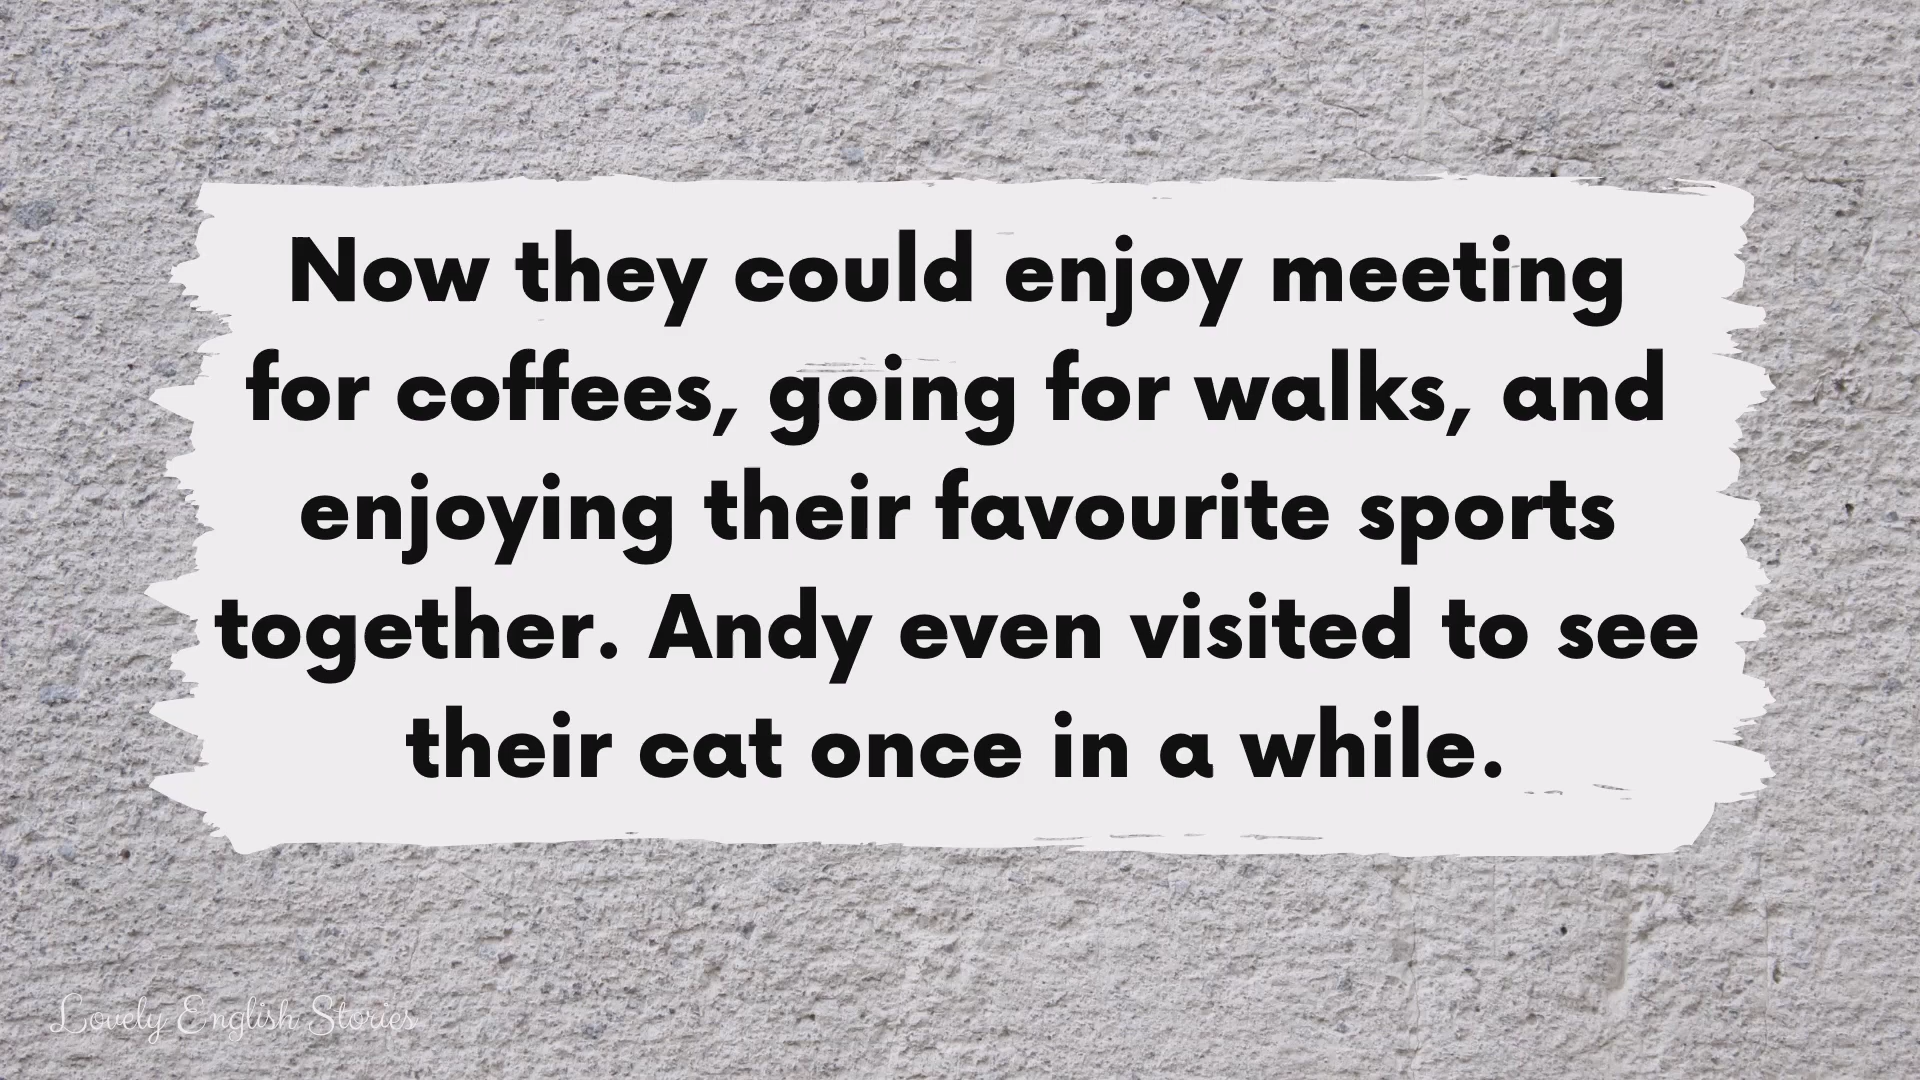 Now they could enjoy meeting
for coffees, going for walks, and
enjoying their favourite sports
together. Andy even visited to see
their cat once in a while.
Lovely English Stories